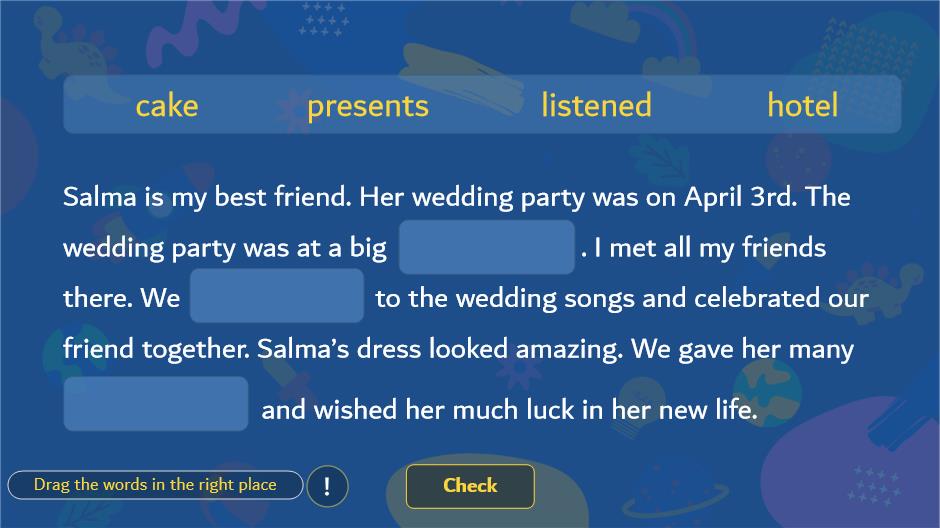 cake presents listened hotel
Salma is my best friend. Her wedding party was on April 3rd. The
wedding party was at a big . I met all my friends
there. We to the wedding songs and celebrated our
friend together. Salma's dress looked amazing. We gave her many
and wished her much luck in her new life.
Drag the words in the right place ! Check